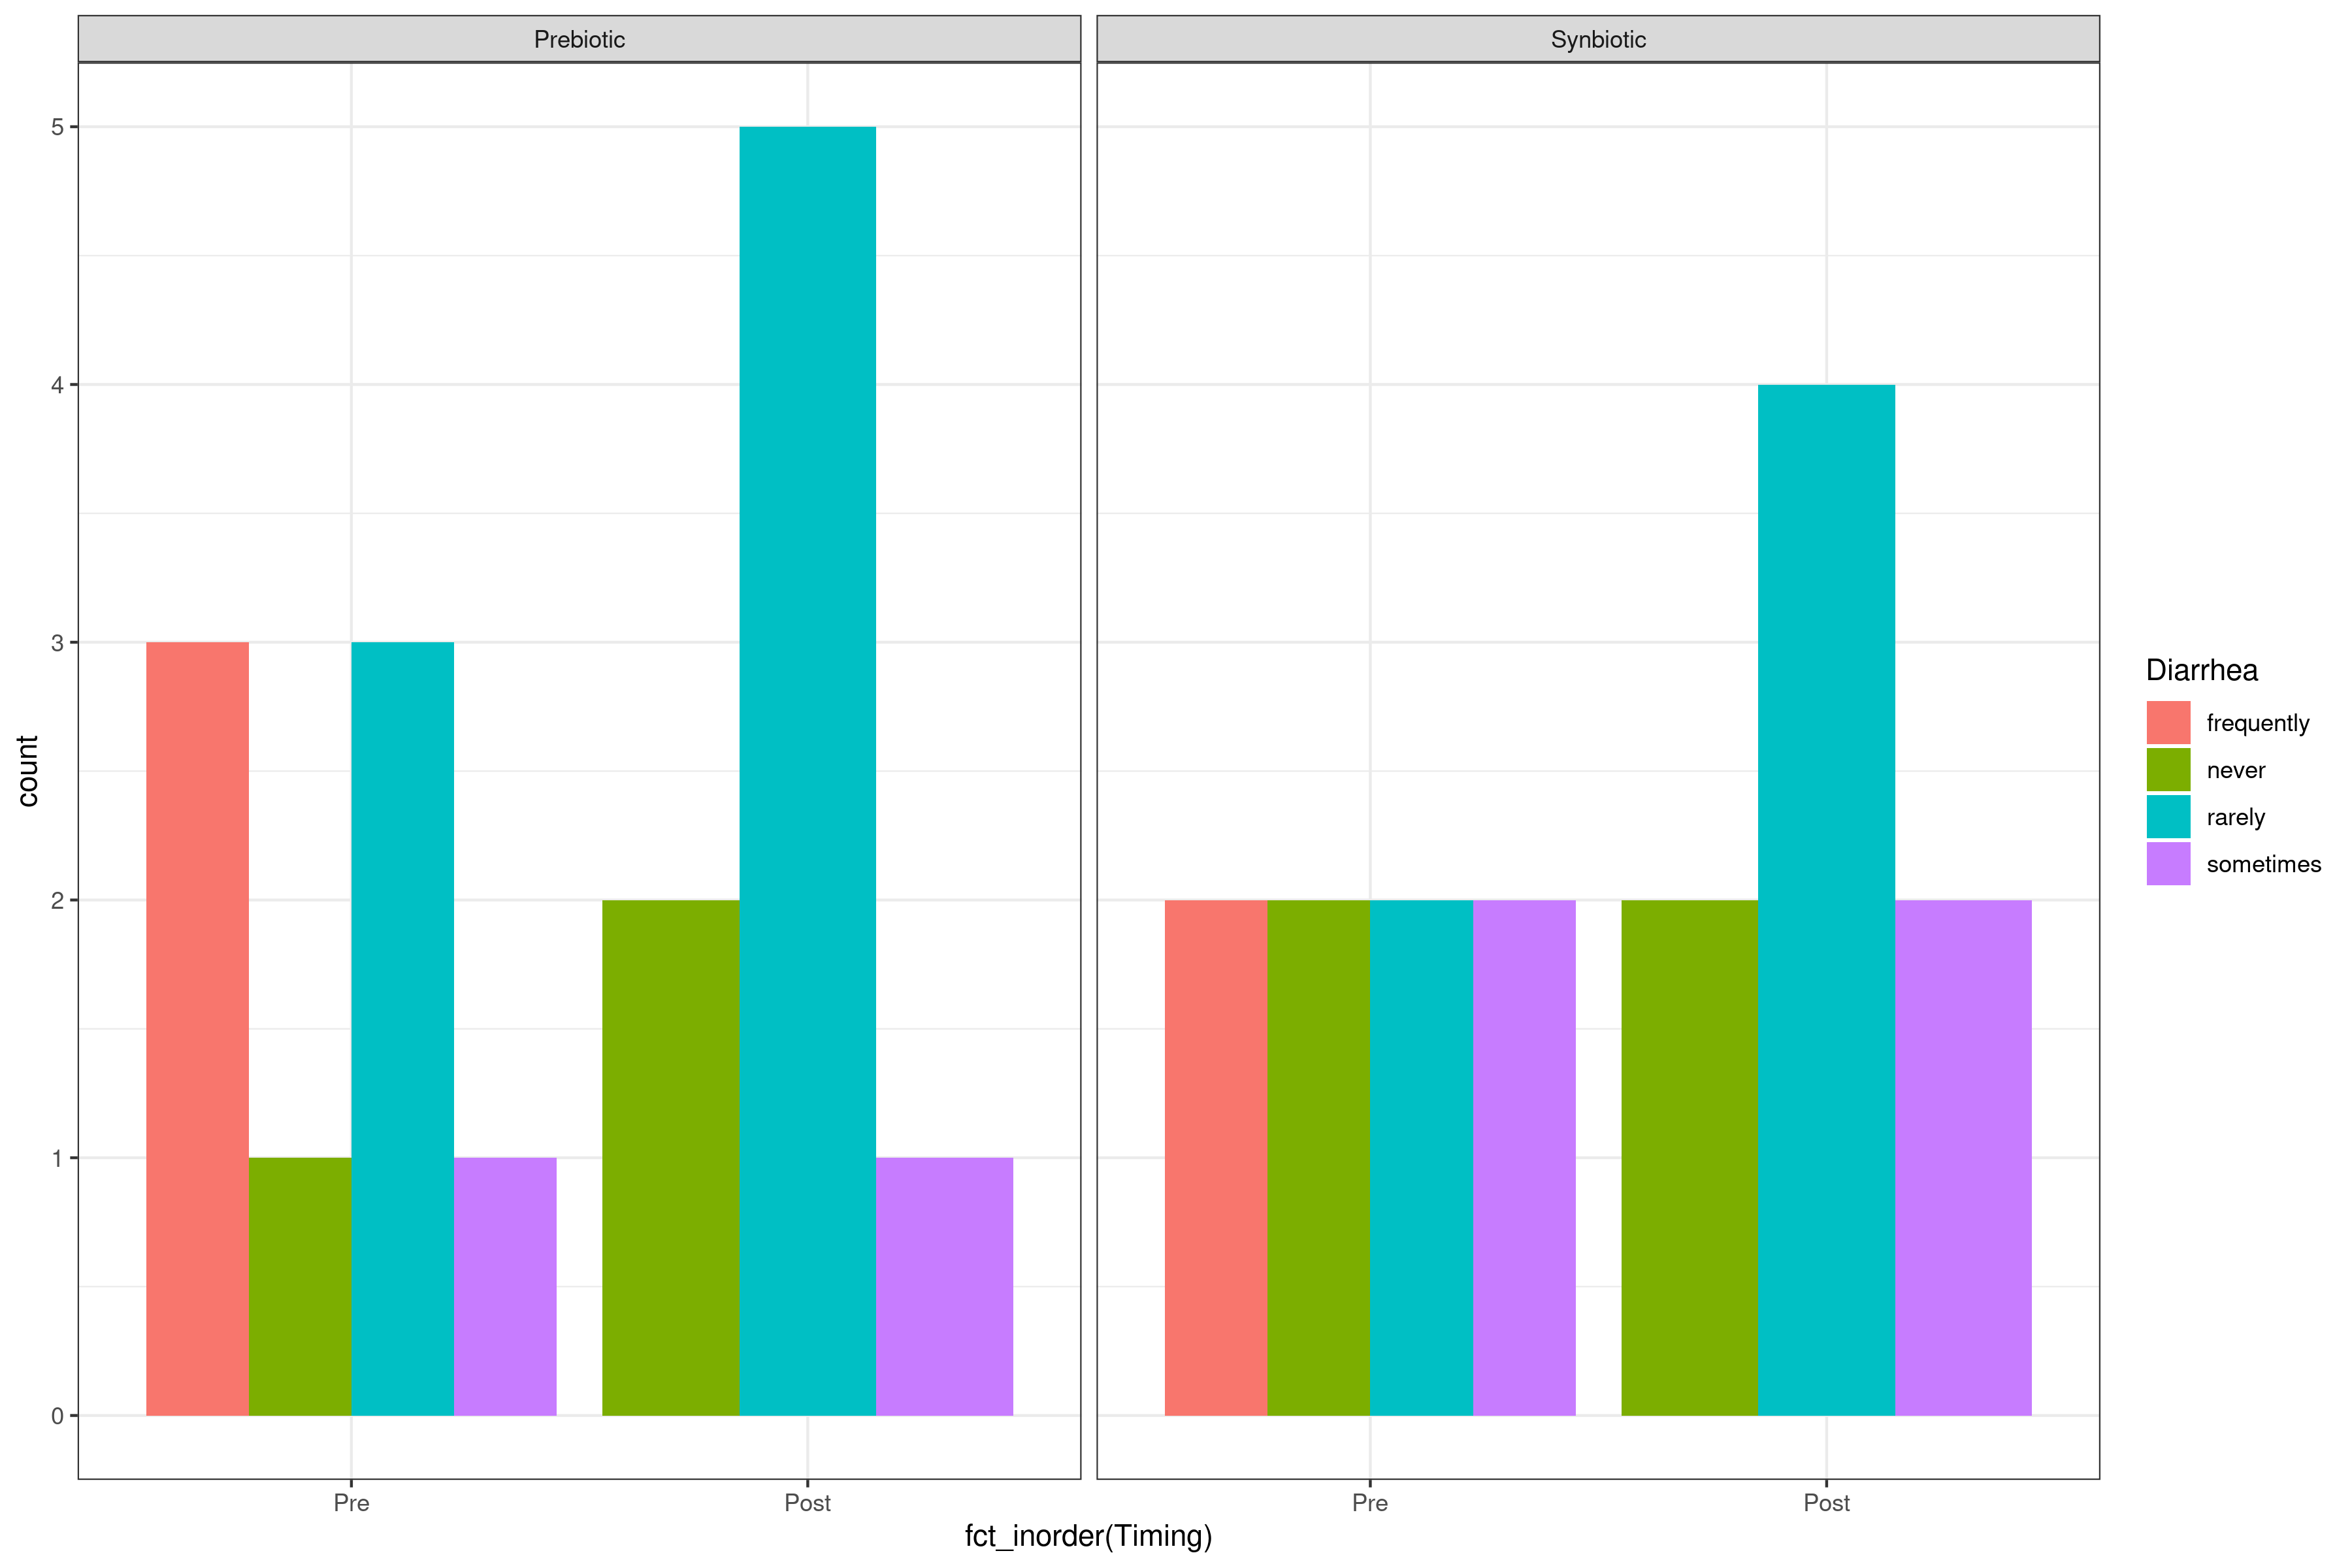 Prebiotic
Synbiotic
5
4
3
2
1
0
count
Pre
Post
Pre
Post
fct_inorder(Timing)
Diarrhea
frequently
never
rarely
sometimes